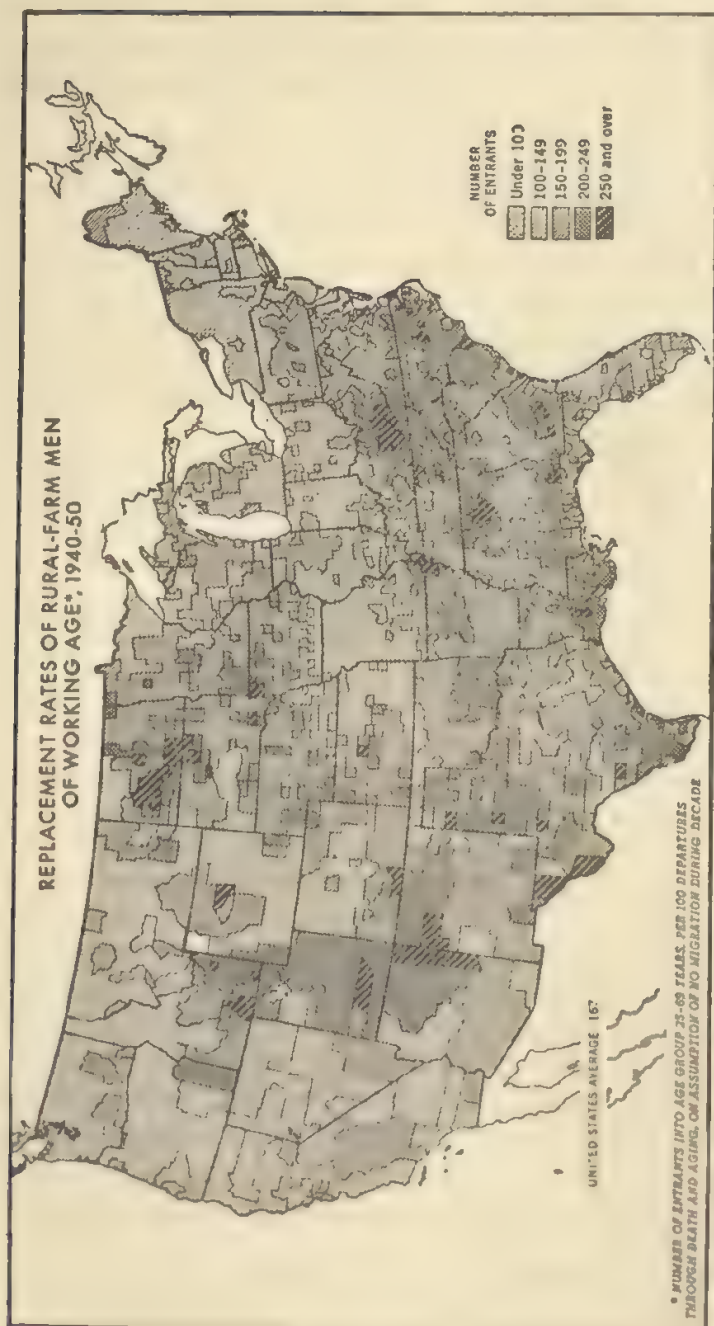 REPLACEMENT RATES OF RURAL-FARM MEN
OF WORKING AGE*, 1940-50
NUMBER
OF ENTRANTS
Under 100
100-149
150-199
200-249
250 and over
UNITED STATES AVERAGE 167
* NUMBER OF ENTRANTS INTO AGE GROUP 25-69 YEARS, PER 100 DEPARTURES
THROUGH DEATH AND AGING, ON ASSUMPTION OF NO MIGRATION DURING DECADE